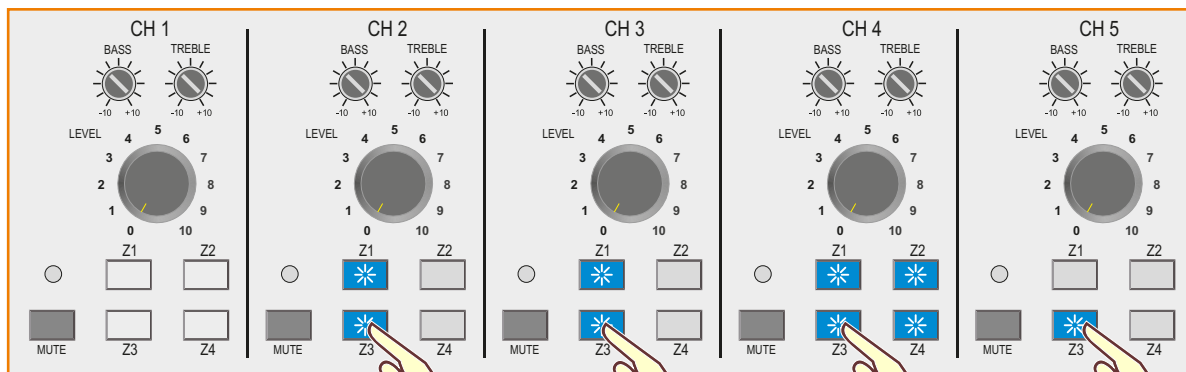 CH 1 CH 2 CH 3 CH 4 CH 5
BASS TREBLE BASS TREBLE BASS TREBLE BASS TREBLE BASS TREBLE
-10 +10 -10 +10 -10 +10 -10 +10 -10 +10 -10 +10 -10 +10 -10 +10 -10 +10 -10 +10
LEVEL 4 5 6 LEVEL 4 5 6 LEVEL 4 5 6 LEVEL 4 5 6 LEVEL 4 5 6
3 7 3 7 3 7 3 7 3 7
2 8 2 8 2 8 2 8 2 8
1 9 1 9 1 9 1 9 1 9
0 10 0 10 0 10 0 10 0 10
Z1 Z2 Z1 Z2 Z1 Z2 Z1 Z2 Z1 Z2
MUTE Z3 Z4 MUTE Z3 Z4 MUTE Z3 Z4 MUTE Z3 Z4 MUTE Z3 Z4